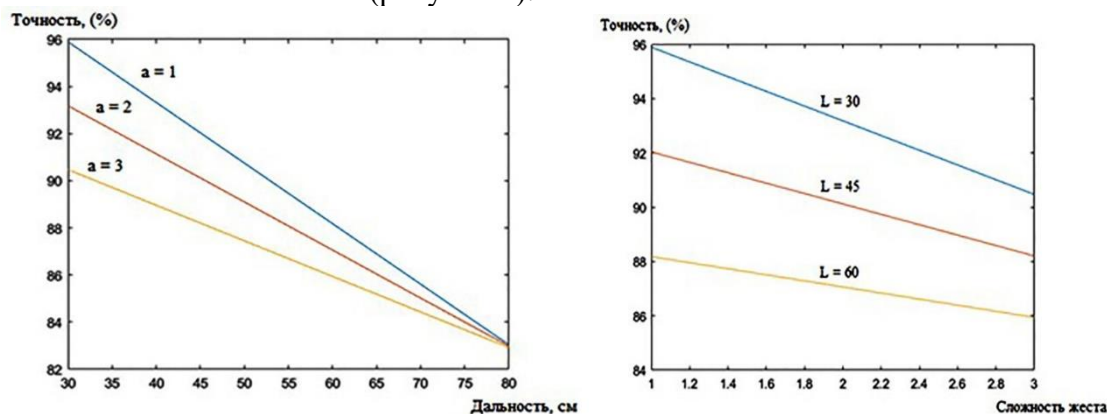 Точность, (%)
96
94
92
90
88
86
84
82
a = 1
a = 2
a = 3
30 35 40 45 50 55 60 65 70 75 80
Дальность, см
Точность, (%)
96
94
92
90
88
86
84
L = 30
L = 45
L = 60
1 1.2 1.4 1.6 1.8 2 2.2 2.4 2.6 2.8 3
Сложность жеста